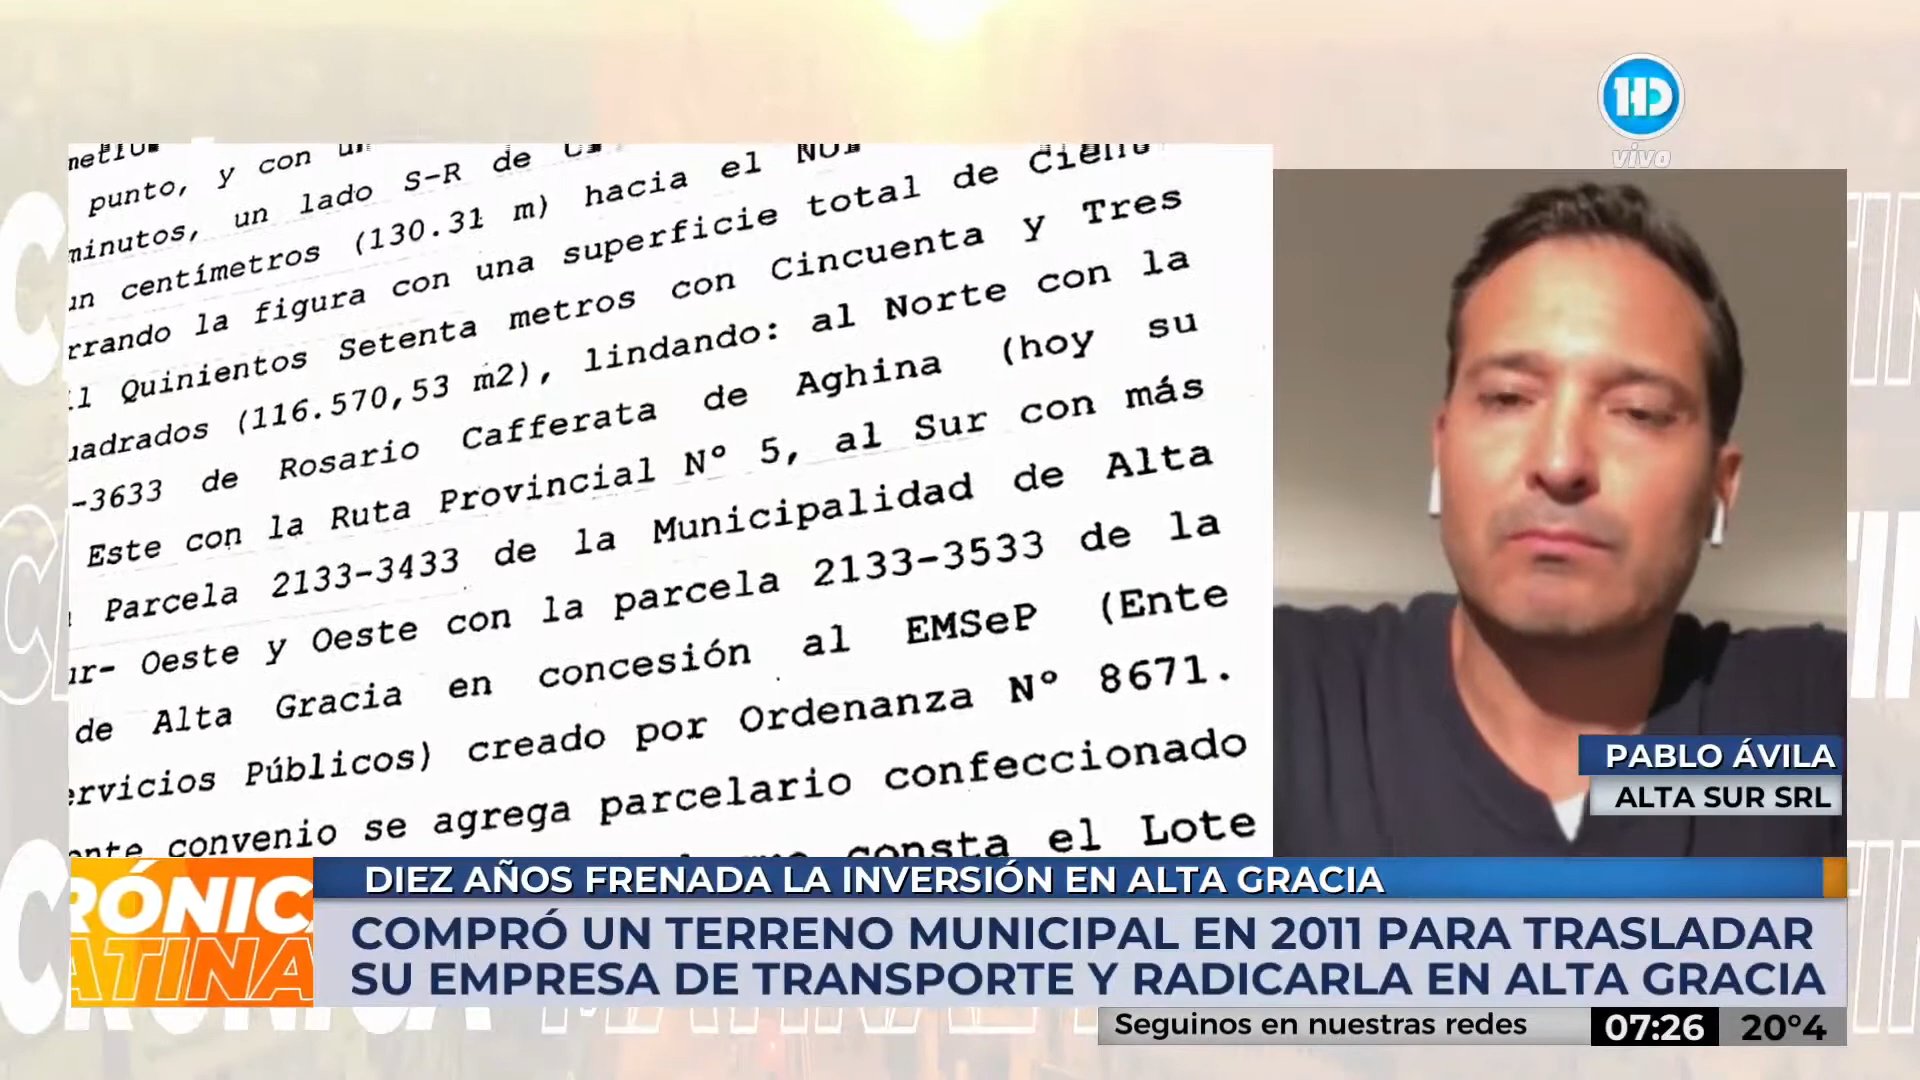 punto, y con un
minutos, un lado S-R de
un centímetros (130.31 m) hacia el
rrando la figura con una superficie total de
Quinientos Setenta metros con Cincuenta y Tres
uadrados (116.570,53 m2), lindando: al Norte con la
-3633 de Rosario Cafferata de Aghina (hoy su
Este con la Ruta Provincial Nº 5, al Sur con más
Parcela 2133-3433 de la Municipalidad de Alta
ur- Oeste y Oeste con la parcela 2133-3533 de la
de Alta Gracia en concesión al EMSeP (Ente
ervicios Públicos) creado por Ordenanza Nº 8671.
convenio se agrega parcelario confeccionado
consta el Lote
HD
vivo
PABLO ÁVILA
ALTA SUR SRL
RÓNICA
ATINA
DIEZ AÑOS FRENADA LA INVERSIÓN EN ALTA GRACIA
COMPRÓ UN TERRENO MUNICIPAL EN 2011 PARA TRASLADAR
SU EMPRESA DE TRANSPORTE Y RADICARLA EN ALTA GRACIA
Seguinos en nuestras redes 07:26 20°4